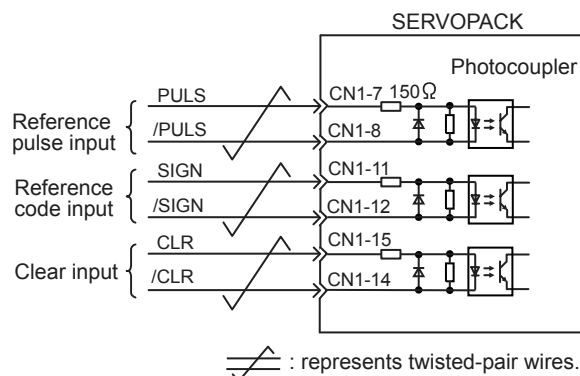 SERVOPACK
Photocoupler
Reference
pulse input
PULS
CN1-7 150Ω
/PULS
CN1-8
Reference
code input
SIGN
CN1-11
/SIGN
CN1-12
Clear input
CLR
CN1-15
/CLR
CN1-14
: represents twisted-pair wires.